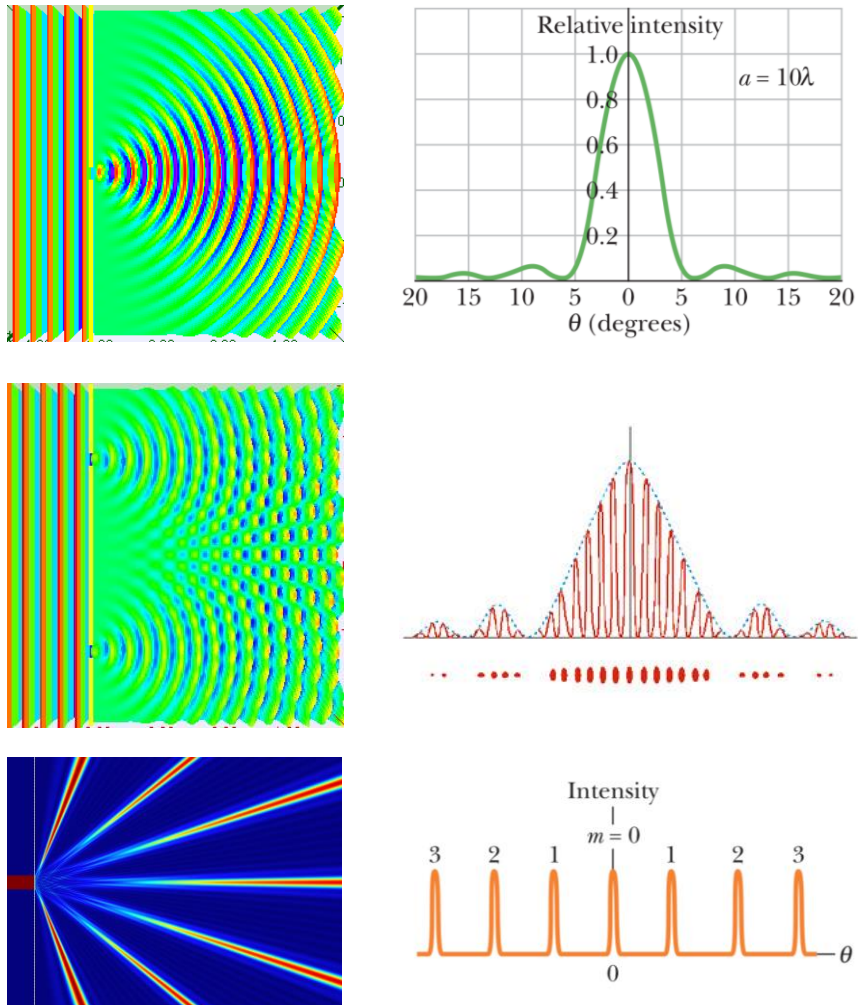 Relative intensity
1.0
a = 10λ
0.8
0.6
0.4
0.2
20 15 10 5 0 5 10 15 20
θ (degrees)
Intensity
m = 0
3 2 1 1 2 3
θ
0